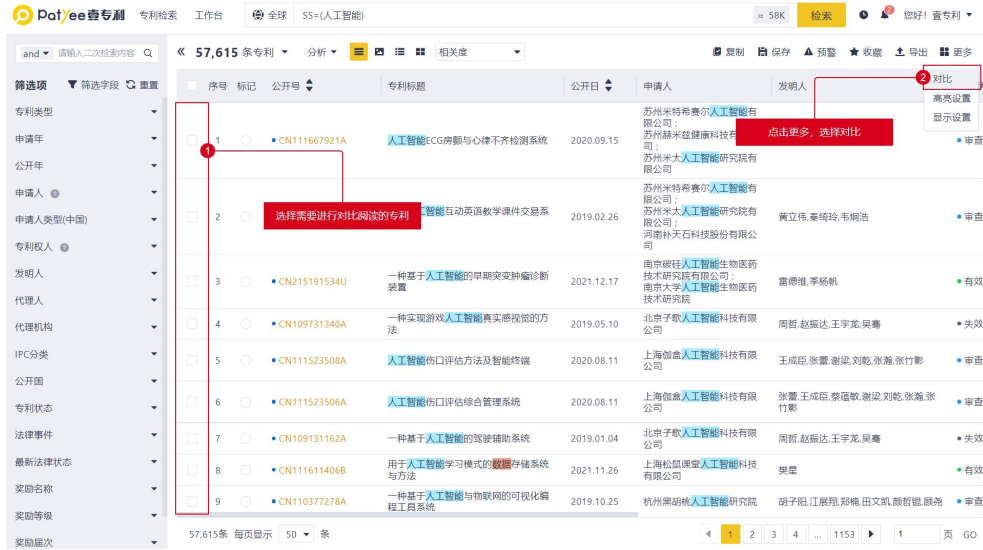 Patyee壹专利 专利检索 工作台 全球 SS=(人工智能) ≈ 58K 检索 您好! 壹专利
and 请输入二次检索内容
« 57,615 条专利 分析 相关度 复制 保存 预警 收藏 导出 更多
筛选项 筛选字段 重置
序号 标记 公开号 专利标题 公开日 申请人 发明人
2 对比
高亮设置
显示设置
点击更多，选择对比
1
选择需要进行对比阅读的专利
专利类型
申请年
公开年
申请人
申请人类型(中国)
专利权人
发明人
代理人
代理机构
IPC分类
公开国
专利状态
法律事件
最新法律状态
奖励名称
奖励等级
奖励届次
1 CN111667921A 人工智能ECG房颤与心律不齐检测系统 2020.09.15
苏州米特希赛尔人工智能有
限公司；
苏州赫米兹健康科技有
司；
苏州米太人工智能研究院有
限公司
审查
2
智能互动英语教学课件交易系
2019.02.26
苏州米特希赛尔人工智能有
限公司；
苏州米太人工智能研究院有
限公司；
河南补天石科技股份有限公
司
黄立伟,秦绮玲,韦炯浩 审查
3 CN215191534U
一种基于人工智能的早期突变肿瘤诊断
装置
2021.12.17
南京碳硅人工智能生物医药
技术研究院有限公司；
南京大学人工智能生物医药
技术研究院
雷德维,季杨帆 有效
4 CN109731340A
一种实现游戏人工智能真实感视觉的方
法
2019.05.10
北京子歌人工智能科技有限
公司
周哲,赵振达,王宇龙,吴骞 失效
5 CN111523508A 人工智能伤口评估方法及智能终端 2020.08.11
上海伽盒人工智能科技有限
公司
王成臣,张蕾,谢梁,刘乾,张瀚,张竹影 审查
6 CN111523506A 人工智能伤口评估综合管理系统 2020.08.11
上海伽盒人工智能科技有限
公司
张蕾,王成臣,蔡蕴敏,谢梁,刘乾,张瀚,张
竹影
审查
7 CN109131162A 一种基于人工智能的驾驶辅助系统 2019.01.04
北京子歌人工智能科技有限
公司
周哲,赵振达,王宇龙,吴骞 失效
8 CN111611406B
用于人工智能学习模式的数据存储系统
与方法
2021.11.26
上海松鼠课堂人工智能科技
有限公司
樊星 有效
9 CN110377278A
一种基于人工智能与物联网的可视化编
程工具系统
2019.10.25 杭州黑胡桃人工智能研究院 胡子阳,江展翔,郑楠,田文凯,颜哲锟,顾尧 审查
57,615条 每页显示 50 条 1 2 3 4 ... 1153 1 页 GO